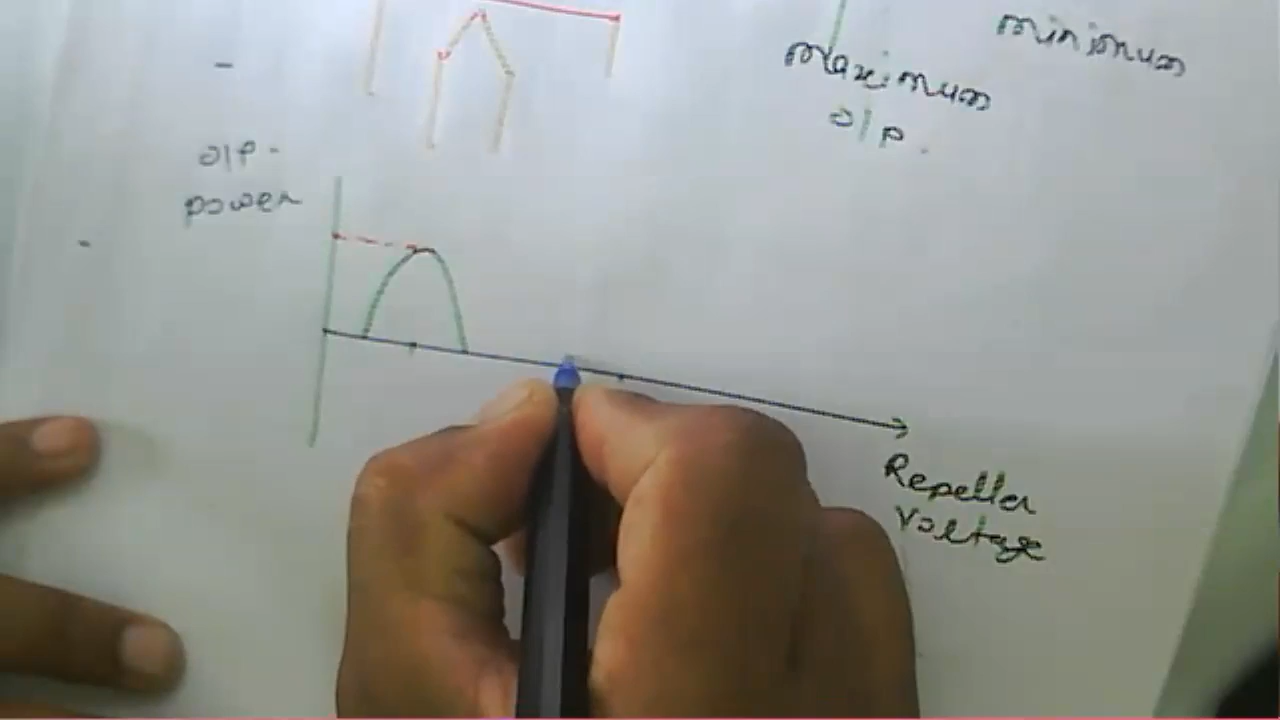 minimum
maximum
o/p.
o/p.
power
Repeller
voltage